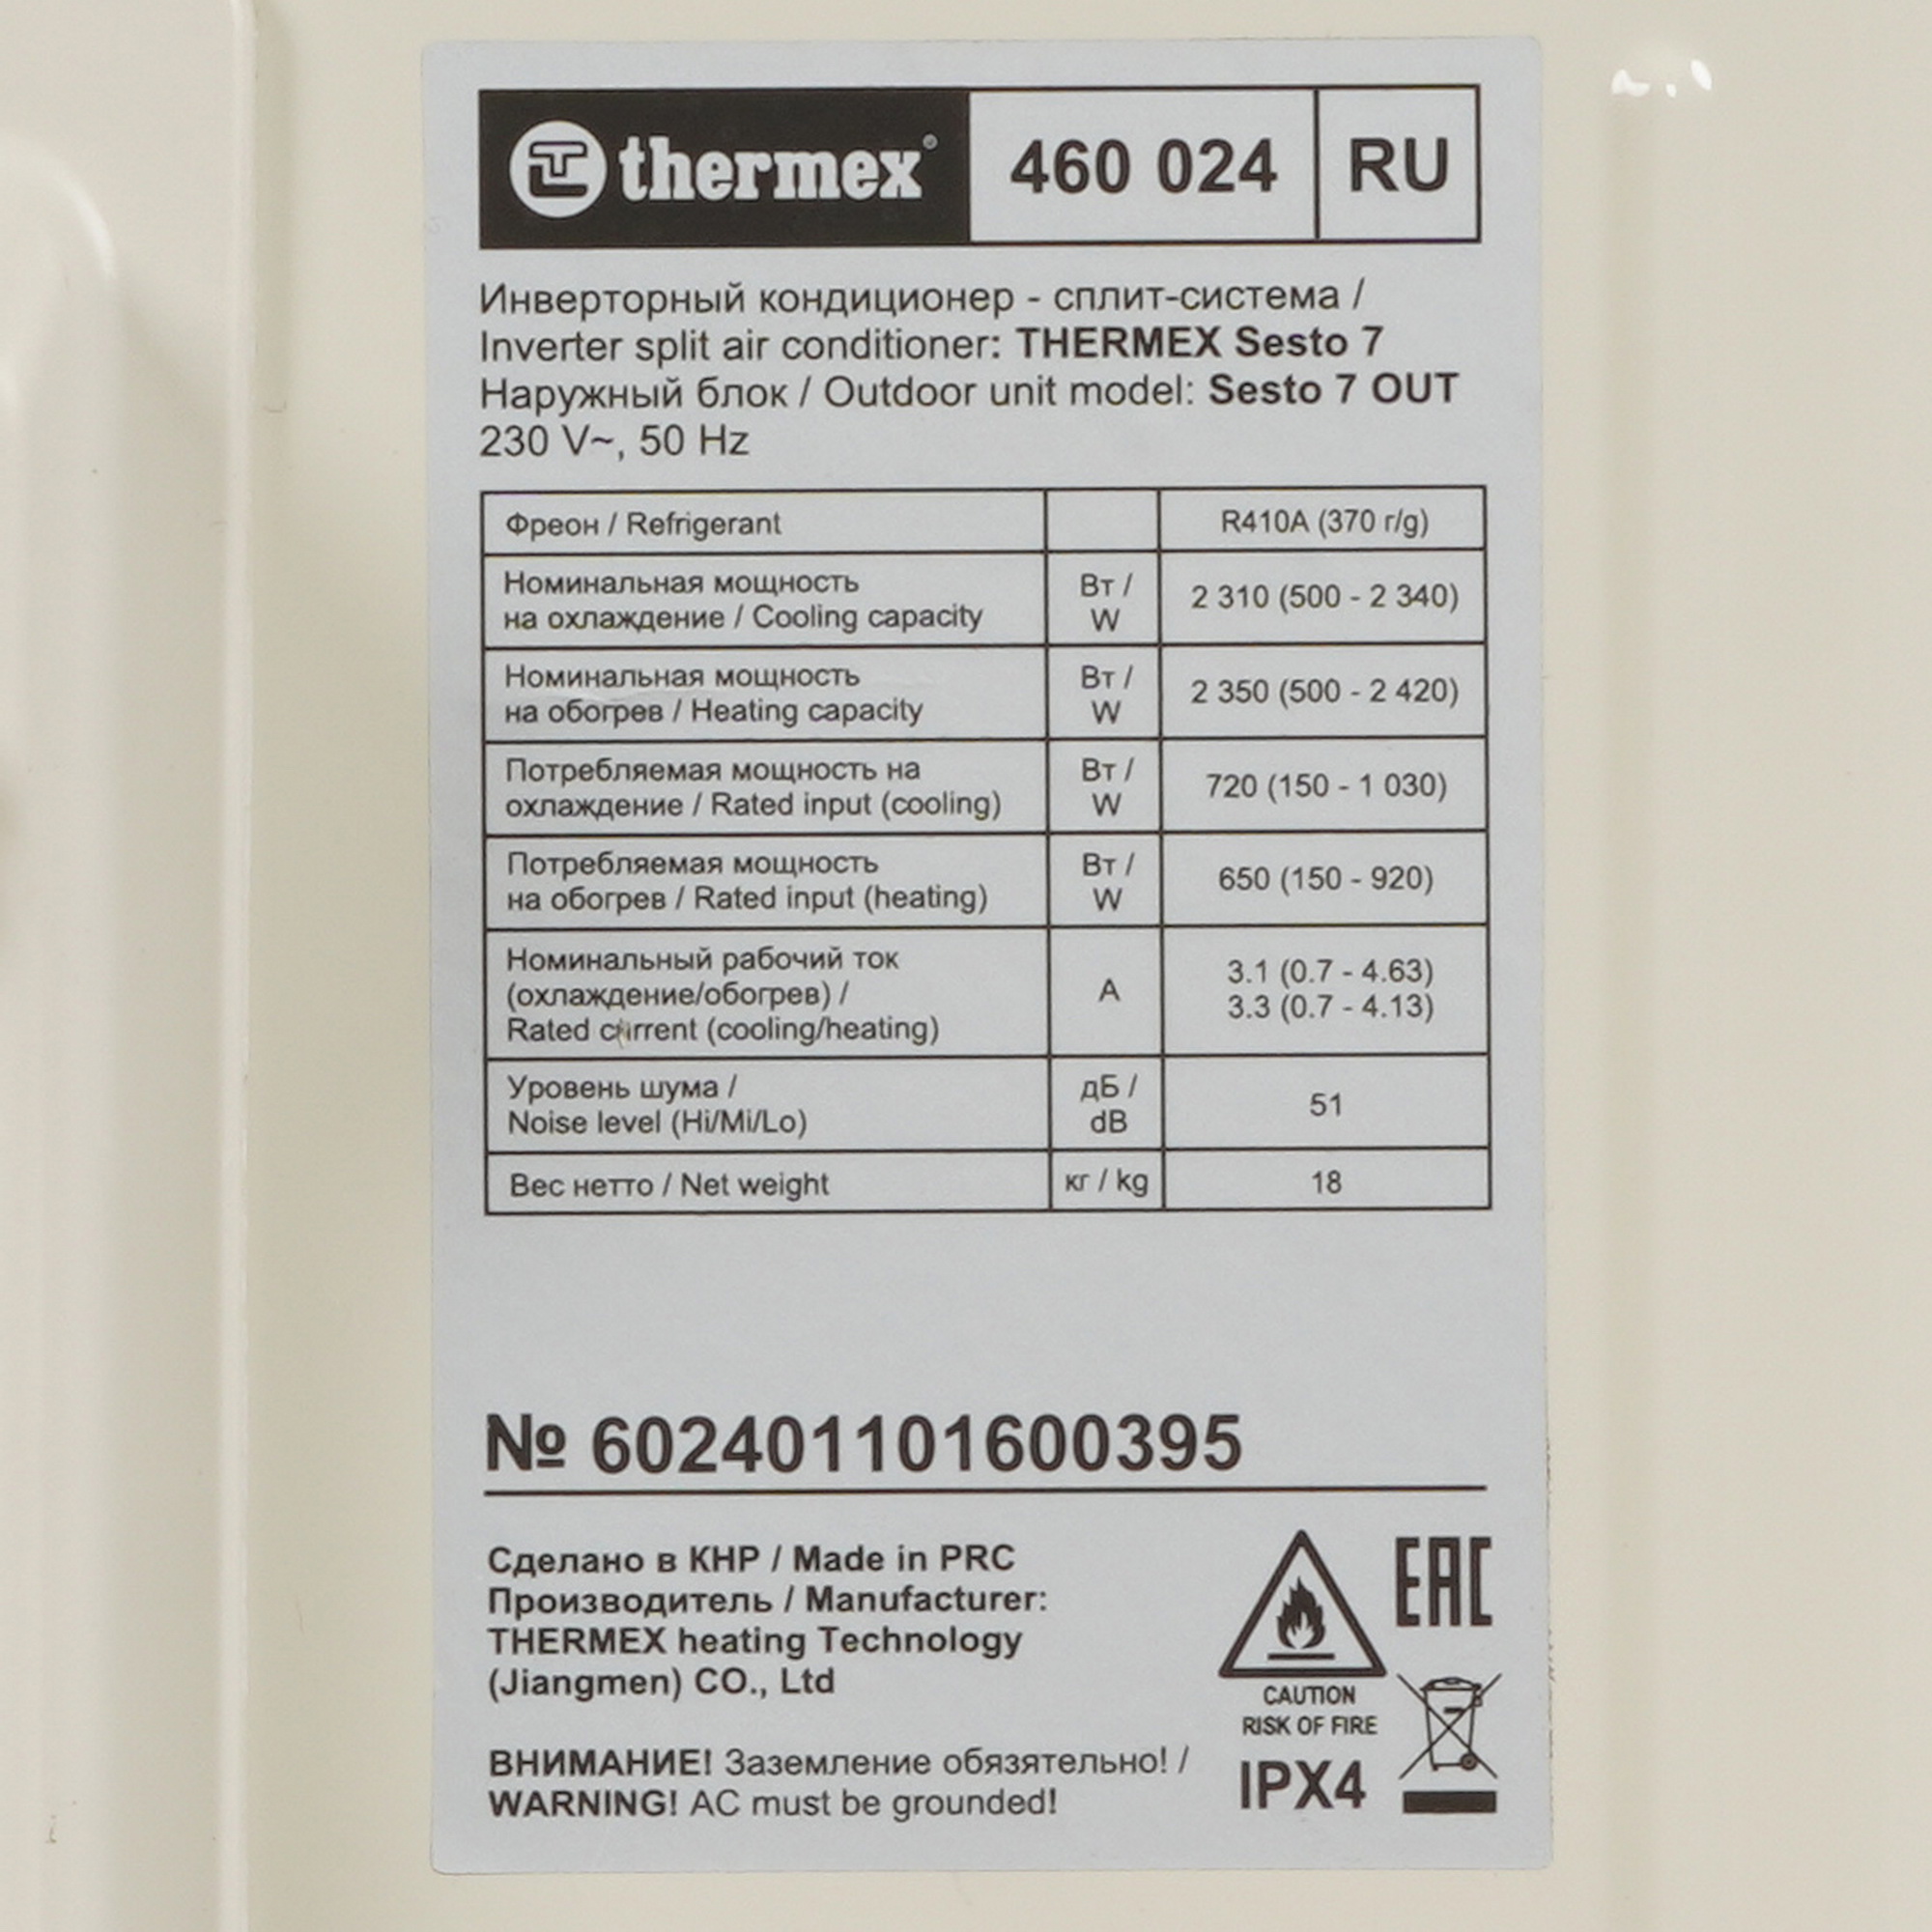 thermex® 460 024 RU
Инверторный кондиционер - сплит-система /
Inverter split air conditioner: THERMEX Sesto 7
Наружный блок / Outdoor unit model: Sesto 7 OUT
230 V~, 50 Hz
Фреон / Refrigerant R410A (370 г/g)
Номинальная мощность
на охлаждение / Cooling capacity
Вт /
W
2 310 (500 - 2 340)
Номинальная мощность
на обогрев / Heating capacity
Вт /
W
2 350 (500 - 2 420)
Потребляемая мощность на
охлаждение / Rated input (cooling)
Вт /
W
720 (150 - 1 030)
Потребляемая мощность
на обогрев / Rated input (heating)
Вт /
W
650 (150 - 920)
Номинальный рабочий ток
(охлаждение/обогрев) /
Rated current (cooling/heating)
A
3.1 (0.7 - 4.63)
3.3 (0.7 - 4.13)
Уровень шума /
Noise level (Hi/Mi/Lo)
дБ /
dB
51
Вес нетто / Net weight кг / kg 18
№ 602401101600395
Сделано в КНР / Made in PRC
Производитель / Manufacturer:
THERMEX heating Technology
(Jiangmen) CO., Ltd
ВНИМАНИЕ! Заземление обязятельно! /
WARNING! AC must be grounded!
EAC
CAUTION
RISK OF FIRE
IPX4